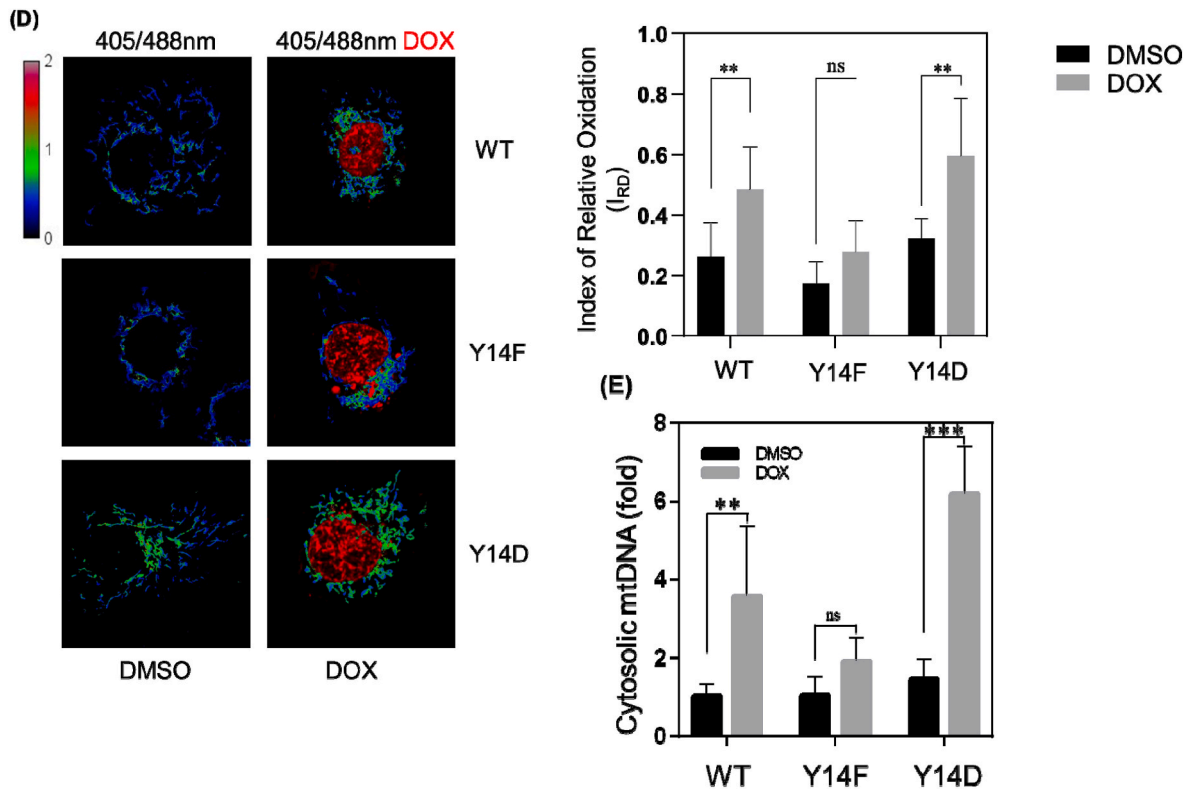 (D)
405/488nm
405/488nm DOX
2
1
0
WT
Y14F
Y14D
DMSO
DOX
Index of Relative Oxidation
(IRD)
1.0
0.8
0.6
0.4
0.2
0.0
**
ns
**
WT
Y14F
Y14D
DMSO
DOX
(E)
Cytosolic mtDNA (fold)
8
6
4
2
0
DMSO
DOX
**
ns
***
WT
Y14F
Y14D